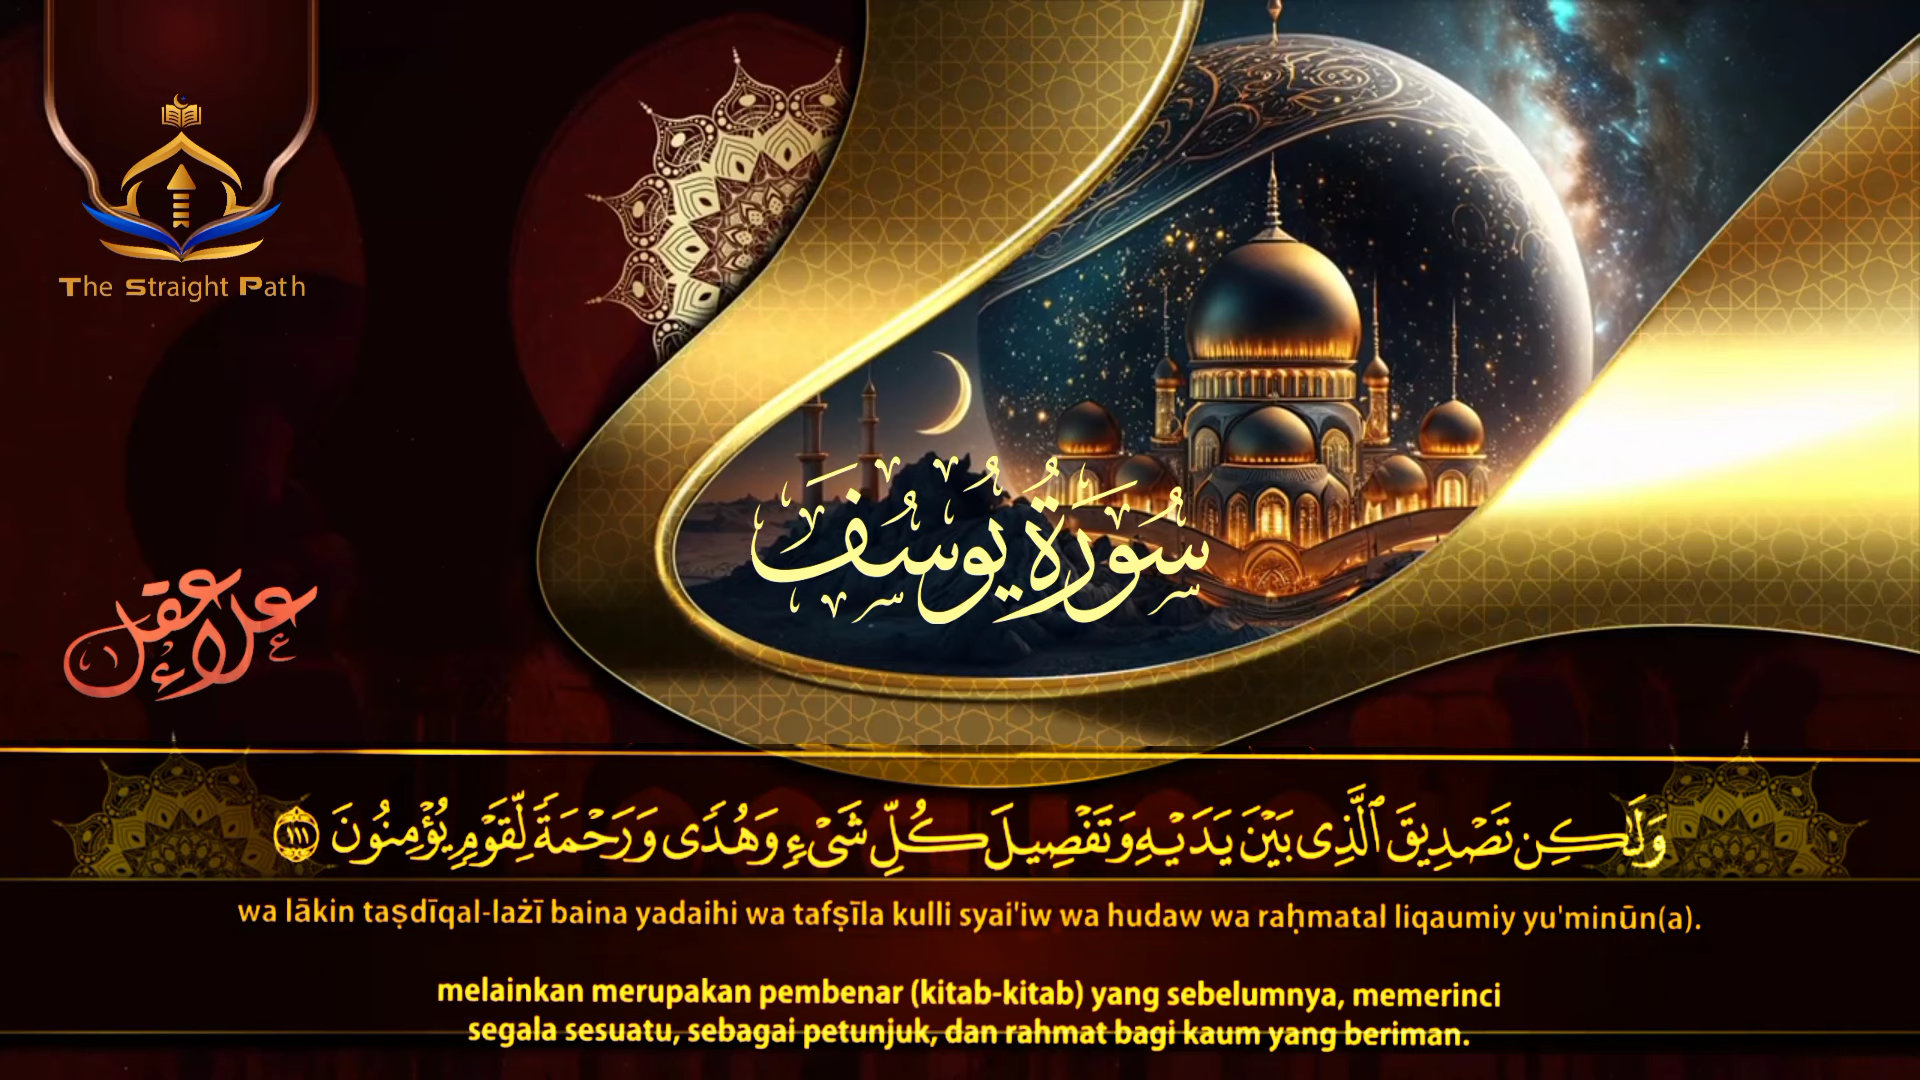 The Straight Path
سُورَةُ يُوسُفَ
علاء عقل
وَلَـٰكِن تَصْدِيقَ ٱلَّذِى بَيْنَ يَدَيْهِ وَتَفْصِيلَ كُلِّ شَىْءٍ وَهُدًى وَرَحْمَةً لِّقَوْمٍ يُؤْمِنُونَ ١١١
wa lākin taṣdīqal-lażī baina yadaihi wa tafṣīla kulli syai'iw wa hudaw wa raḥmatal liqaumiy yu'minūn(a).
melainkan merupakan pembenar (kitab-kitab) yang sebelumnya, memerinci
segala sesuatu, sebagai petunjuk, dan rahmat bagi kaum yang beriman.